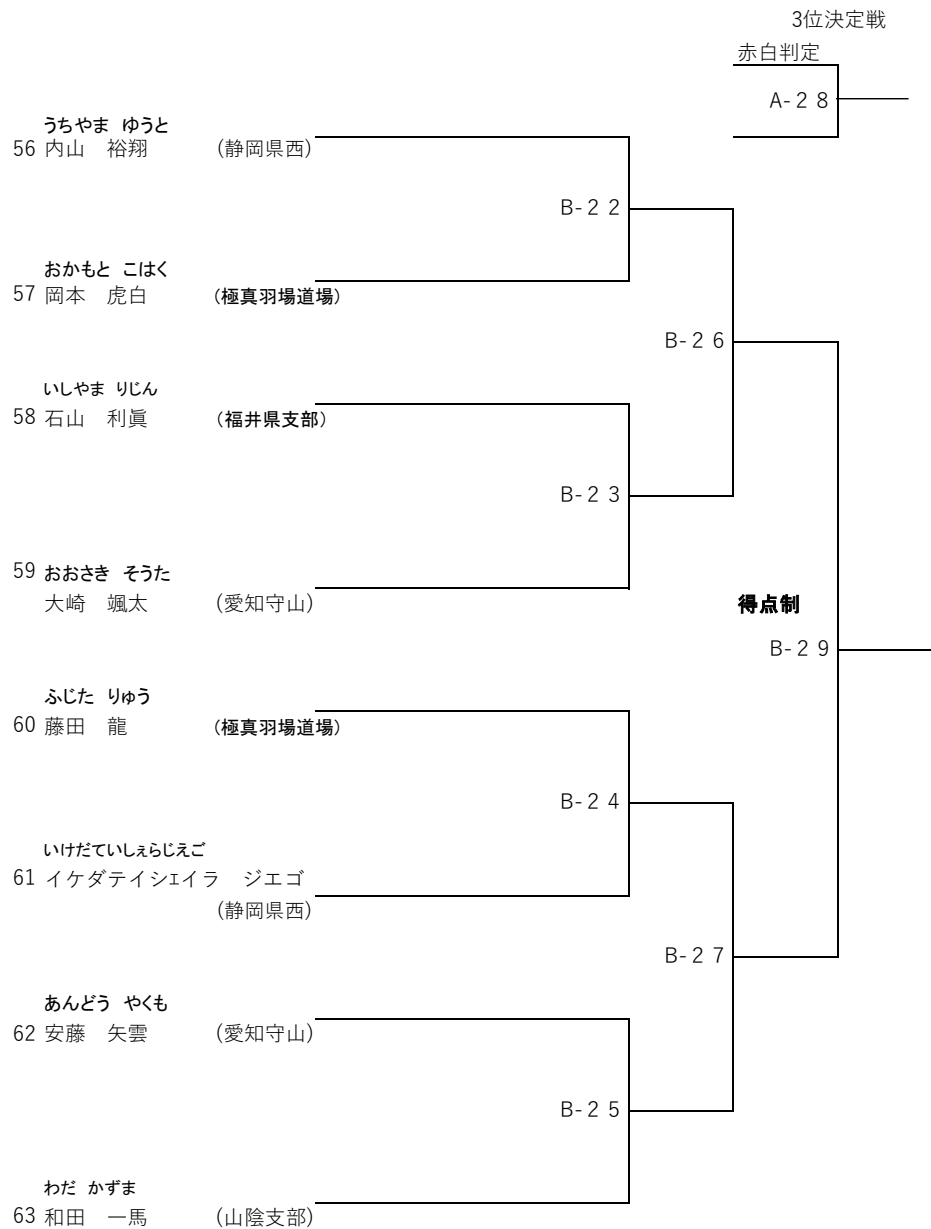 3位決定戦
赤白判定
A-２８
うちやま ゆうと
56 内山　裕翔 (静岡県西)
B-２２
おかもと こはく
57 岡本　虎白 (極真羽場道場)
B-２６
いしやま りじん
58 石山　利眞 (福井県支部)
B-２３
59 おおさき そうた
大崎　颯太 (愛知守山)
得点制
B-２９
ふじた りゅう
60 藤田　龍 (極真羽場道場)
B-２４
いけだていしぇらじえご
61 イケダテイシェイラ　ジエゴ
(静岡県西)
B-２７
あんどう やくも
62 安藤　矢雲 (愛知守山)
B-２５
わだ かずま
63 和田　一馬 (山陰支部)